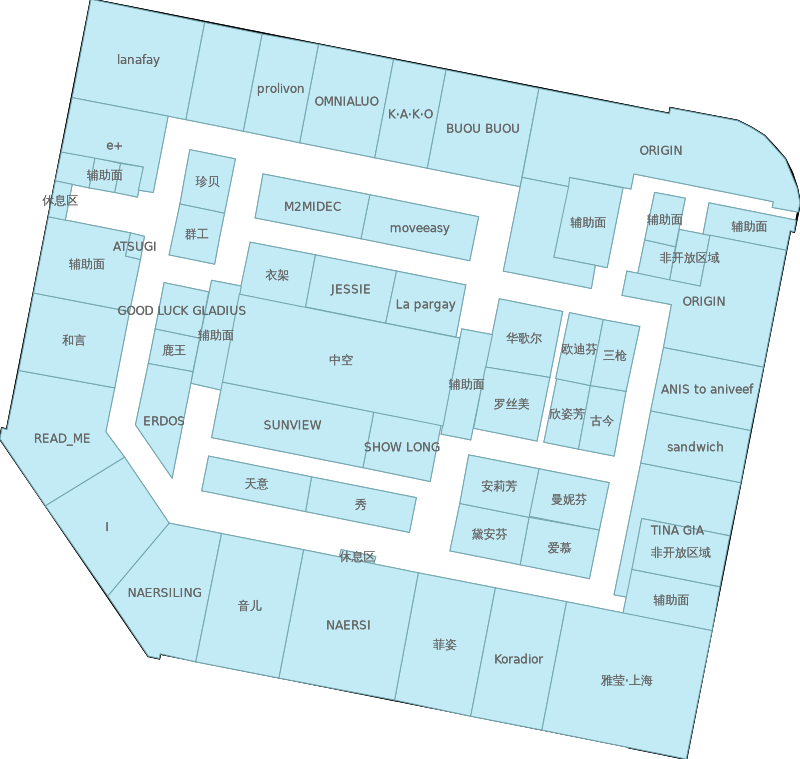 lanafay
prolivon
OMNIALUO
K·A·K·O
BUOU BUOU
ORIGIN
e+
辅助面
休息区
珍贝
群工
M2MIDEC
moveeasy
辅助面
辅助面
辅助面
非开放区域
ORIGIN
ATSUGI
辅助面
衣架
JESSIE
La pargay
GOOD LUCK GLADIUS
辅助面
和言
鹿王
中空
华歌尔
欧迪芬
三枪
辅助面
罗丝美
欣姿芳
古今
ANIS to aniveef
sandwich
READ_ME
ERDOS
SUNVIEW
SHOW LONG
天意
秀
安莉芳
曼妮芬
黛安芬
爱慕
TINA GIA
非开放区域
辅助面
I
休息区
NAERSILING
音儿
NAERSI
菲姿
Koradior
雅莹·上海